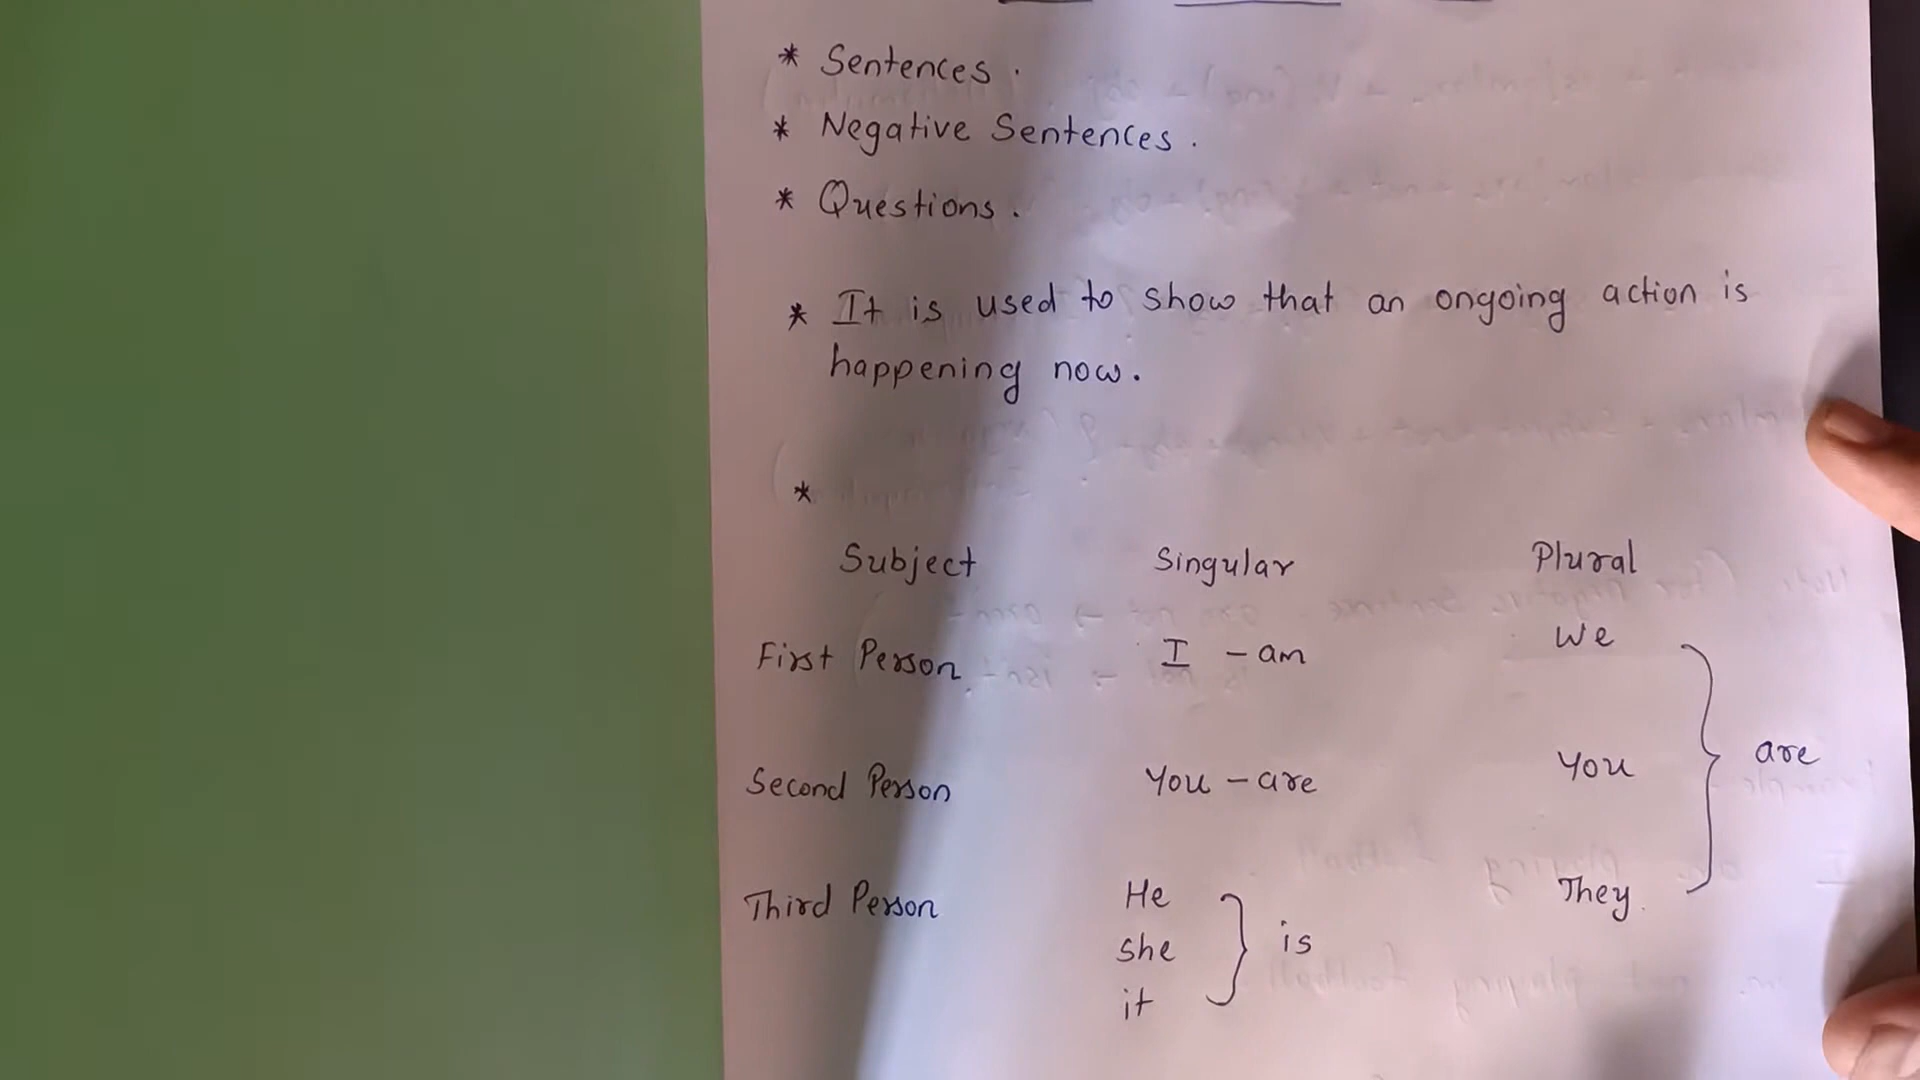 * Sentences.
* Negative Sentences.
* Questions.
* It is used to show that an ongoing action is
happening now.
*
Subject Singular Plural
First Person I - am We
Second Person You - are You
are
Third Person He They.
she
is
it